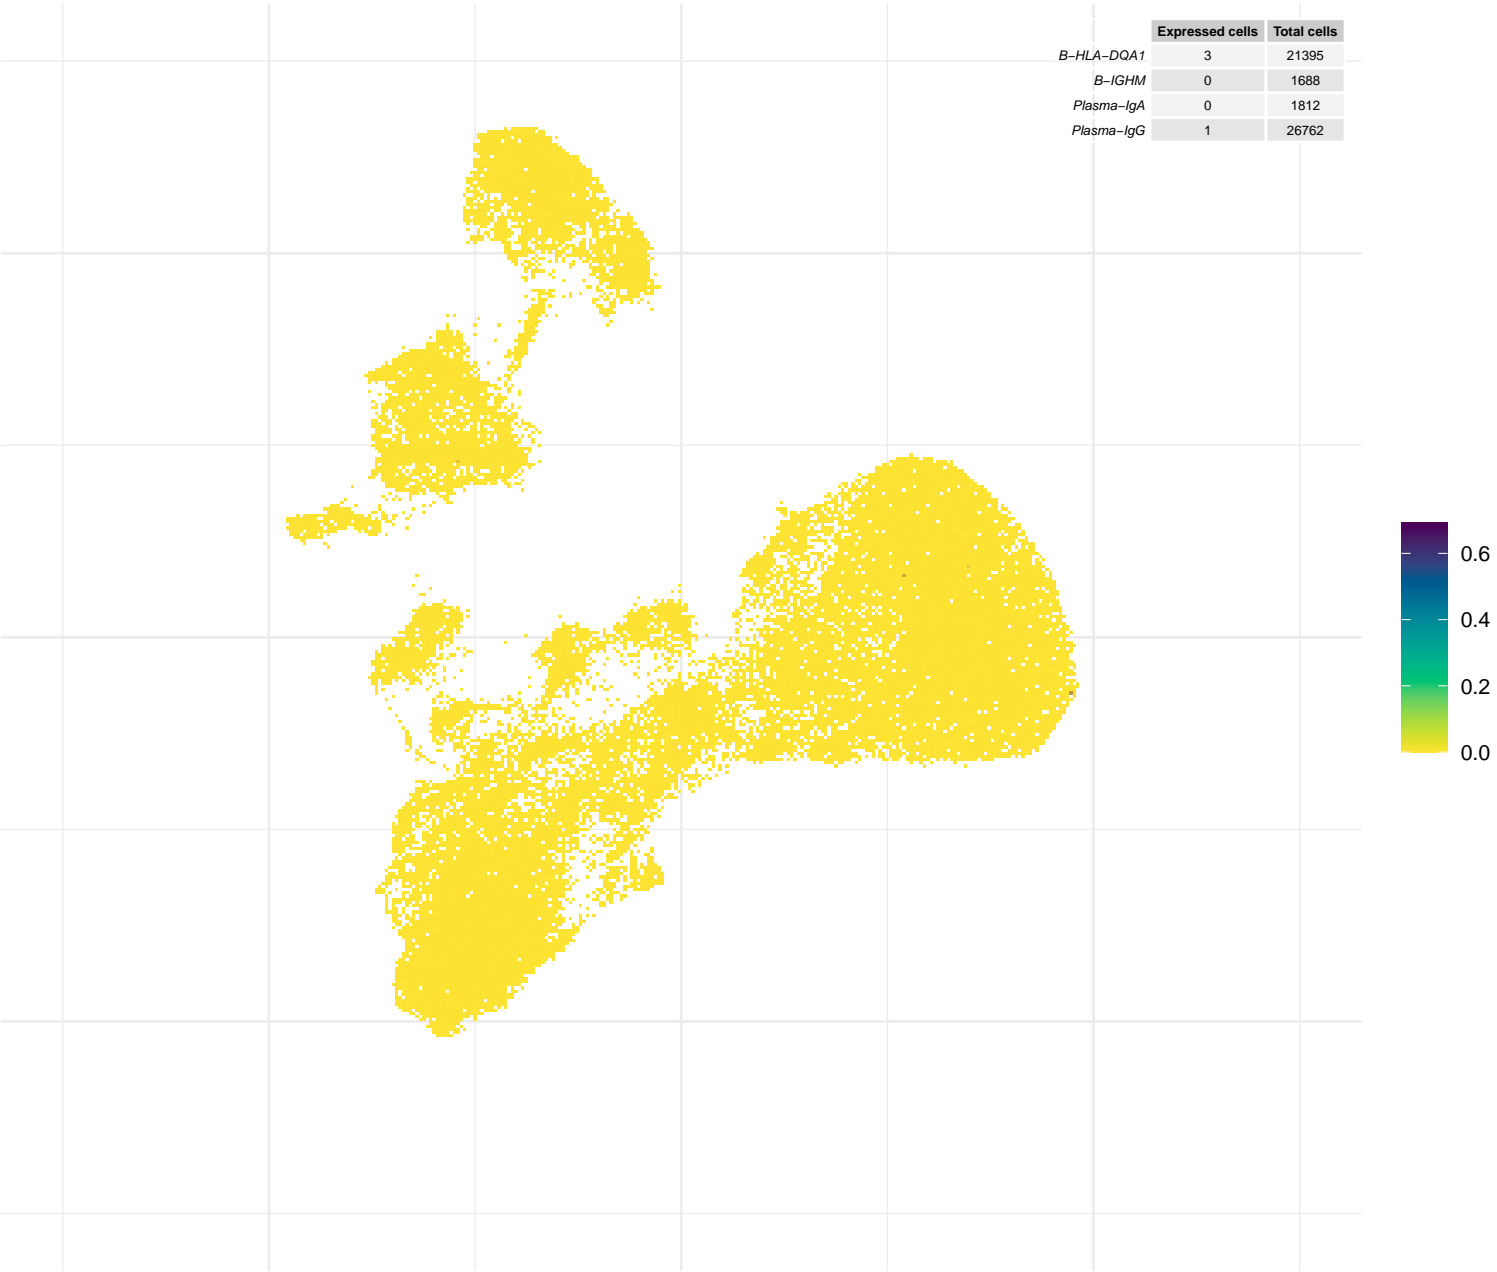 Expressed cells Total cells
B−HLA−DQA1 3 21395
B−IGHM 0 1688
Plasma−IgA 0 1812
Plasma−IgG 1 26762
0.6
0.4
0.2
0.0